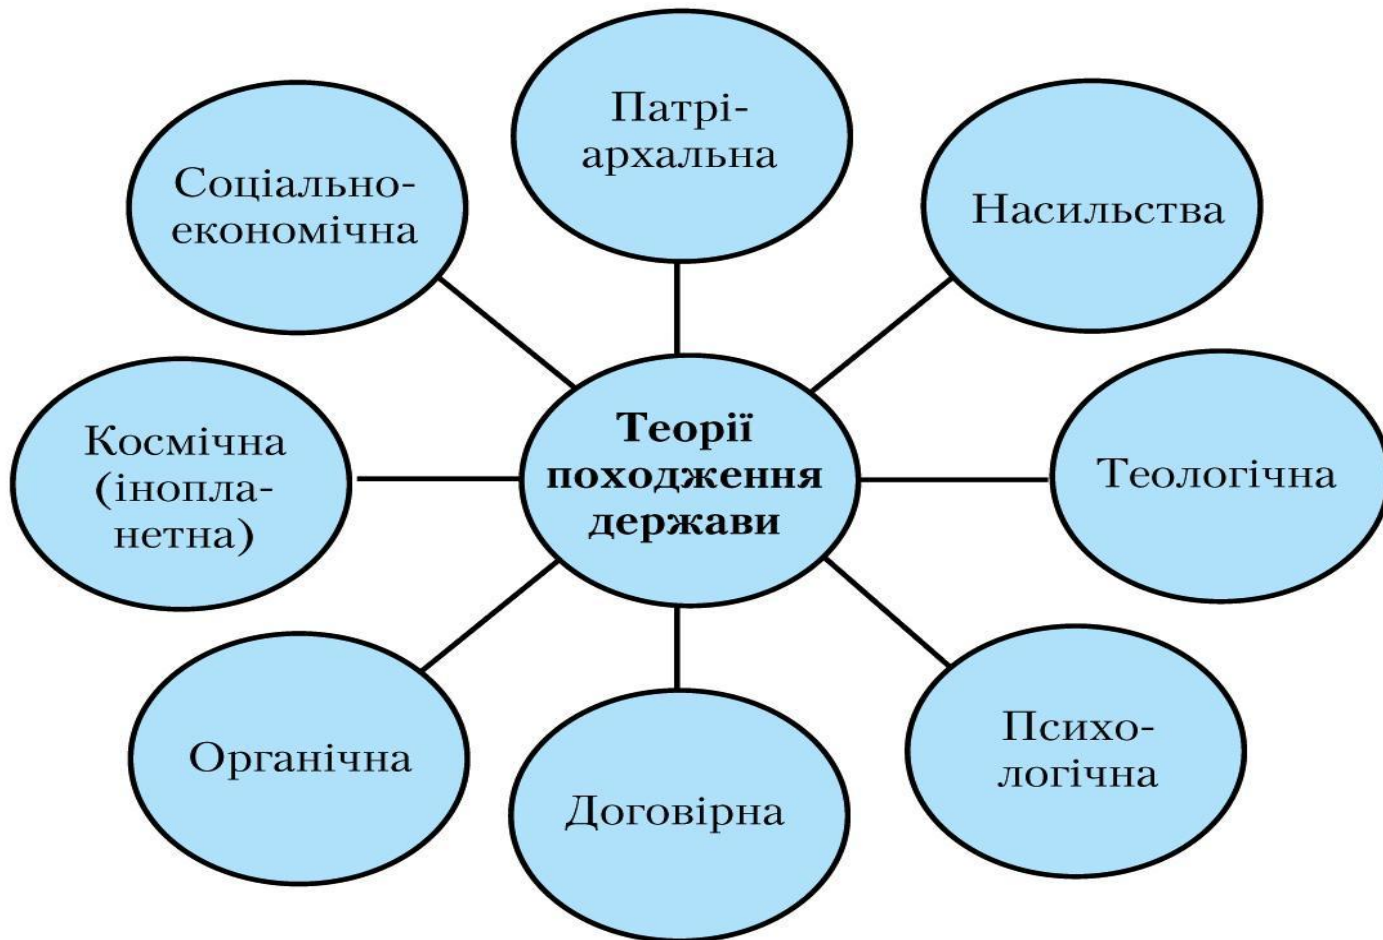 Патрі-
архальна
Соціально-
економічна
Насильства
Теорії
походження
держави
Космічна
(інопла-
нетна)
Теологічна
Органічна
Договірна
Психо-
логічна